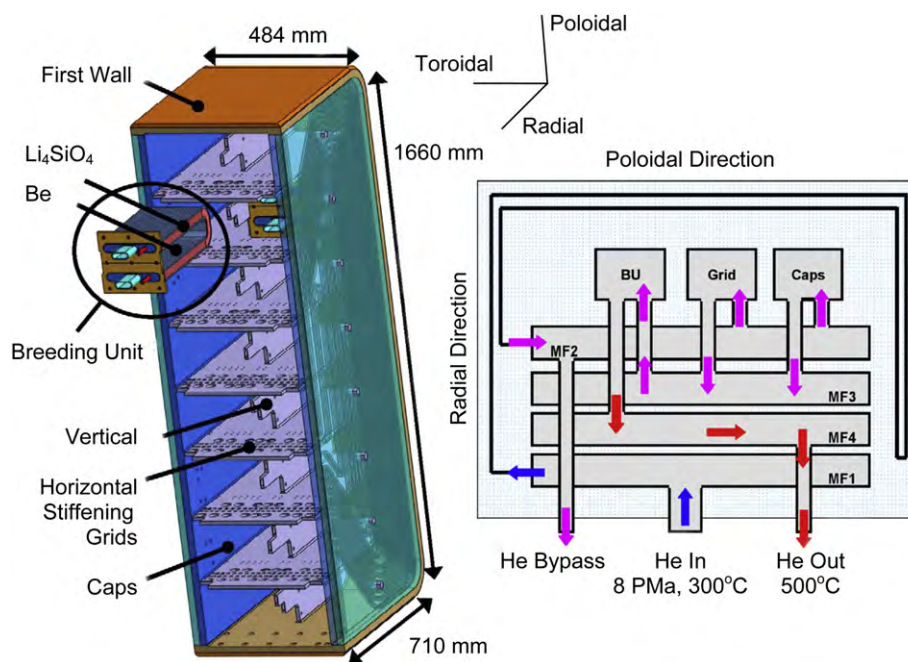 484 mm
Poloidal
First Wall
Toroidal
Radial
Li₄SiO₄
1660 mm
Be
Poloidal Direction
BU
Grid
Caps
Radial Direction
Breeding Unit
MF2
MF3
Vertical
MF4
Horizontal
Stiffening
Grids
MF1
Caps
He Bypass
He In
8 PMa, 300°C
He Out
500°C
710 mm